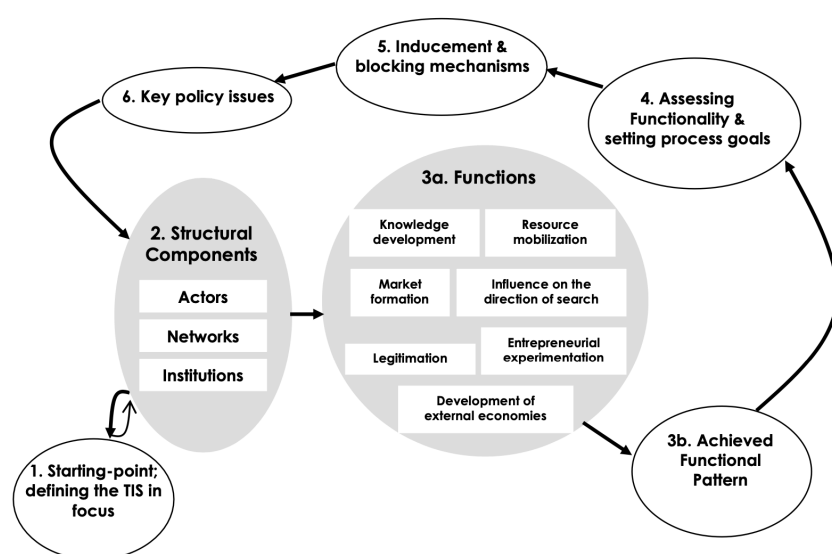 5. Inducement &
blocking mechanisms
6. Key policy issues
4. Assessing
Functionality &
setting process goals
3a. Functions
Knowledge
development
Resource
mobilization
2. Structural
Components
Market
formation
Influence on the
direction of search
Actors
Networks
Institutions
Legitimation
Entrepreneurial
experimentation
Development of
external economies
1. Starting-point;
defining the TIS in
focus
3b. Achieved
Functional
Pattern